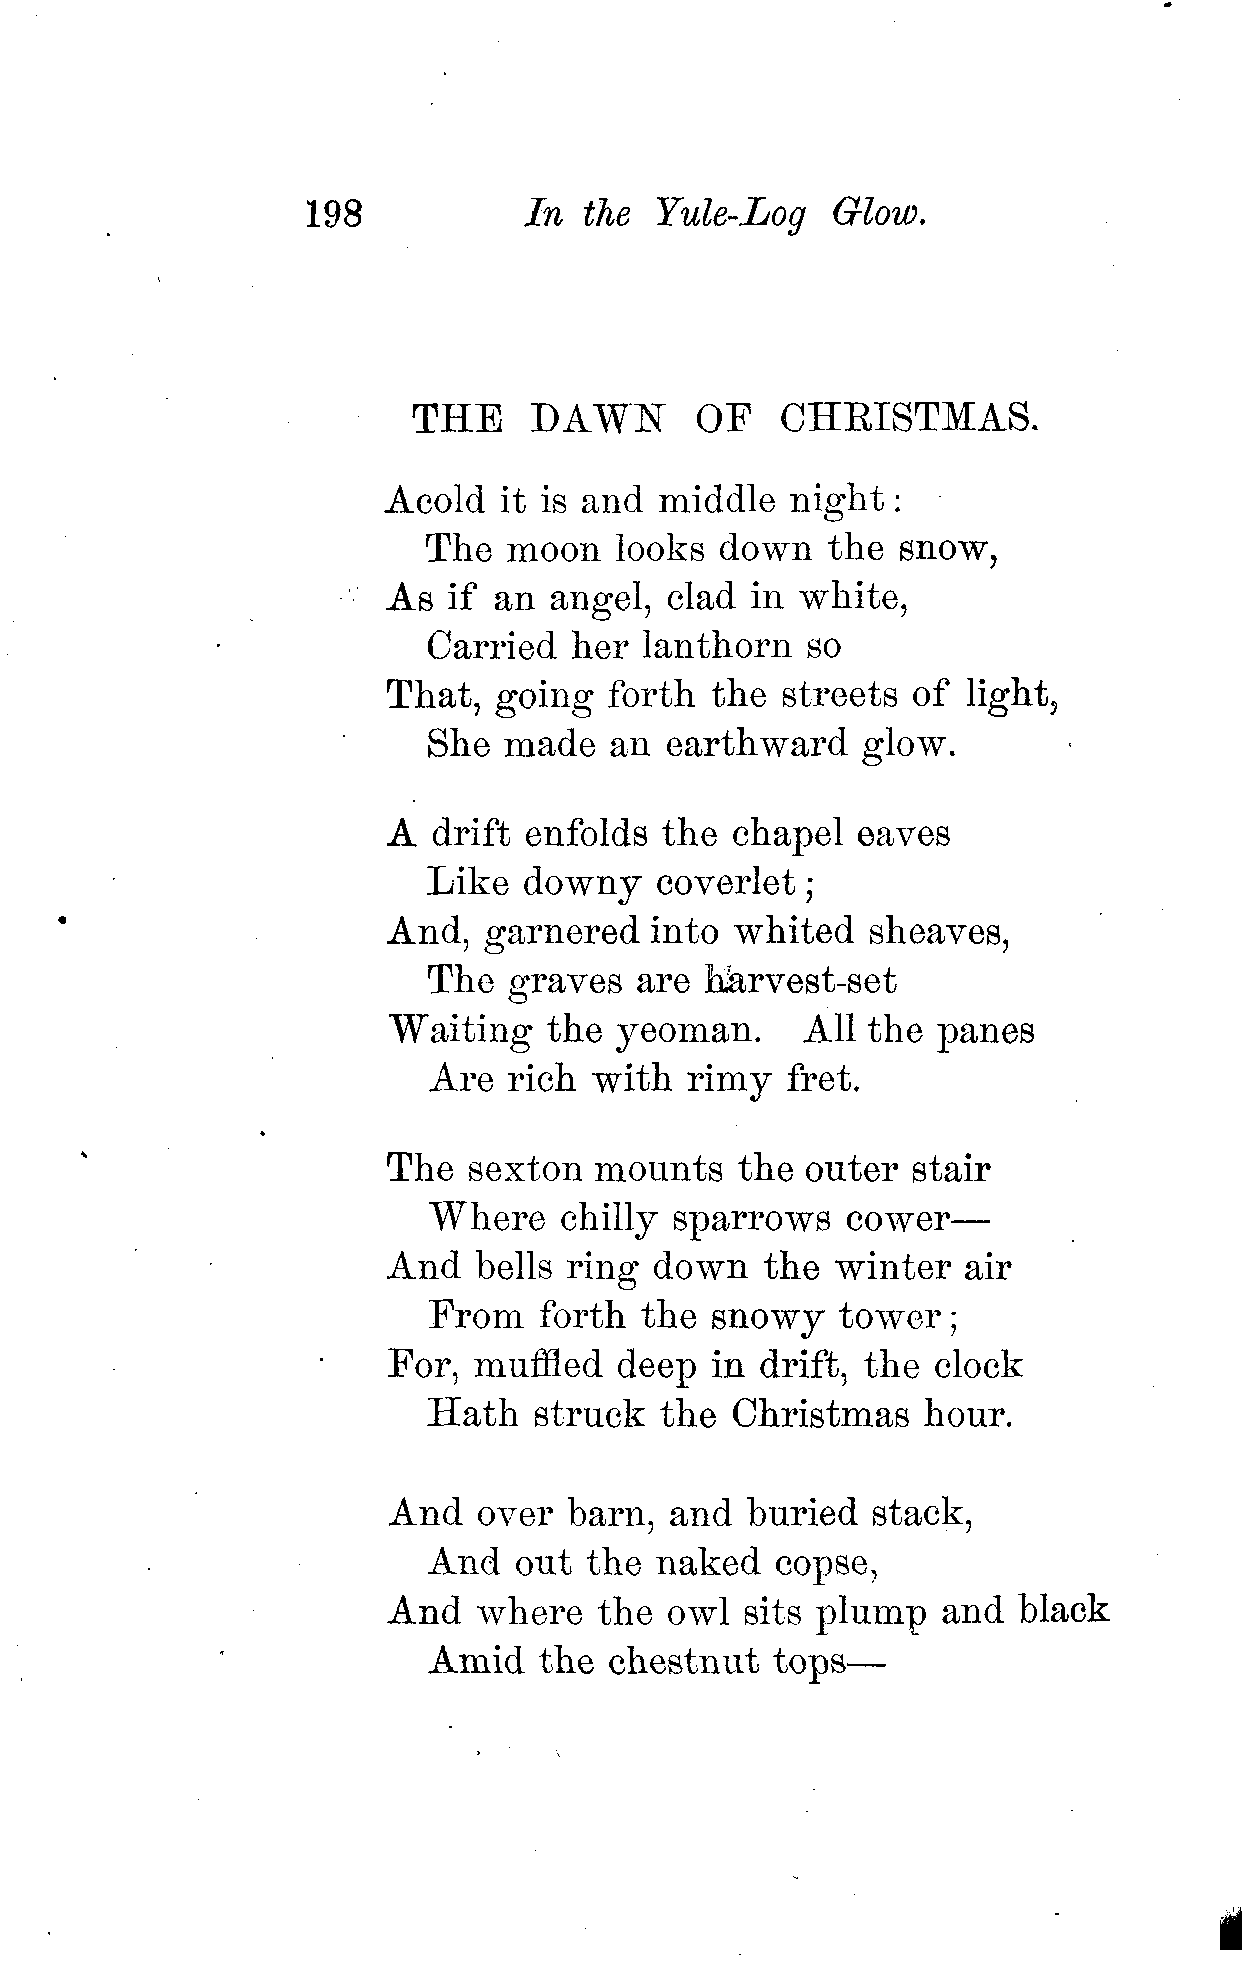 198 In the Yule-Log Glow.
THE DAWN OF CHRISTMAS.
Acold it is and middle night:
The moon looks down the snow,
As if an angel, clad in white,
Carried her lanthorn so
That, going forth the streets of light,
She made an earthward glow.
A drift enfolds the chapel eaves
Like downy coverlet;
And, garnered into whited sheaves,
The graves are harvest-set
Waiting the yeoman. All the panes
Are rich with rimy fret.
The sexton mounts the outer stair
Where chilly sparrows cower—
And bells ring down the winter air
From forth the snowy tower;
For, muffled deep in drift, the clock
Hath struck the Christmas hour.
And over barn, and buried stack,
And out the naked copse,
And where the owl sits plump and black
Amid the chestnut tops—